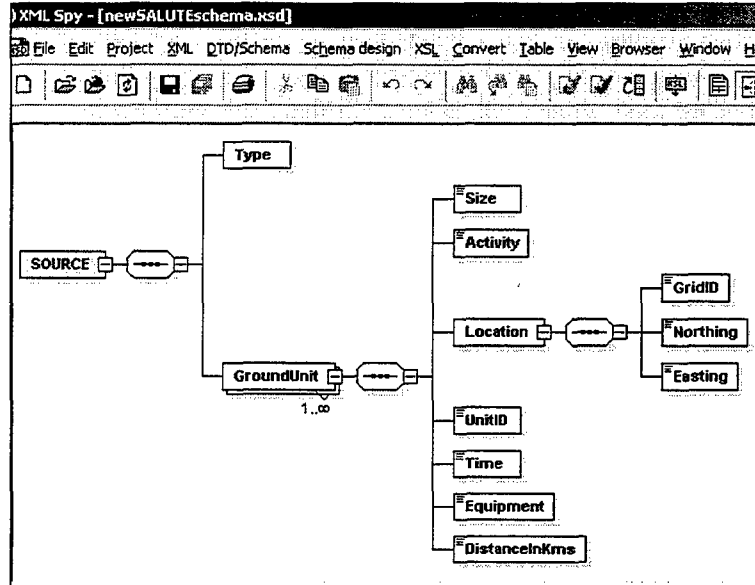 XML Spy - [newSALUTEschema.xsd]
File Edit Project XML DTD/Schema Schema design XSL Convert Table View Browser Window
Type
Size
Activity
SOURCE
GridID
Location
Northing
GroundUnit
Easting
1..∞
UnitID
Time
Equipment
DistanceInKms